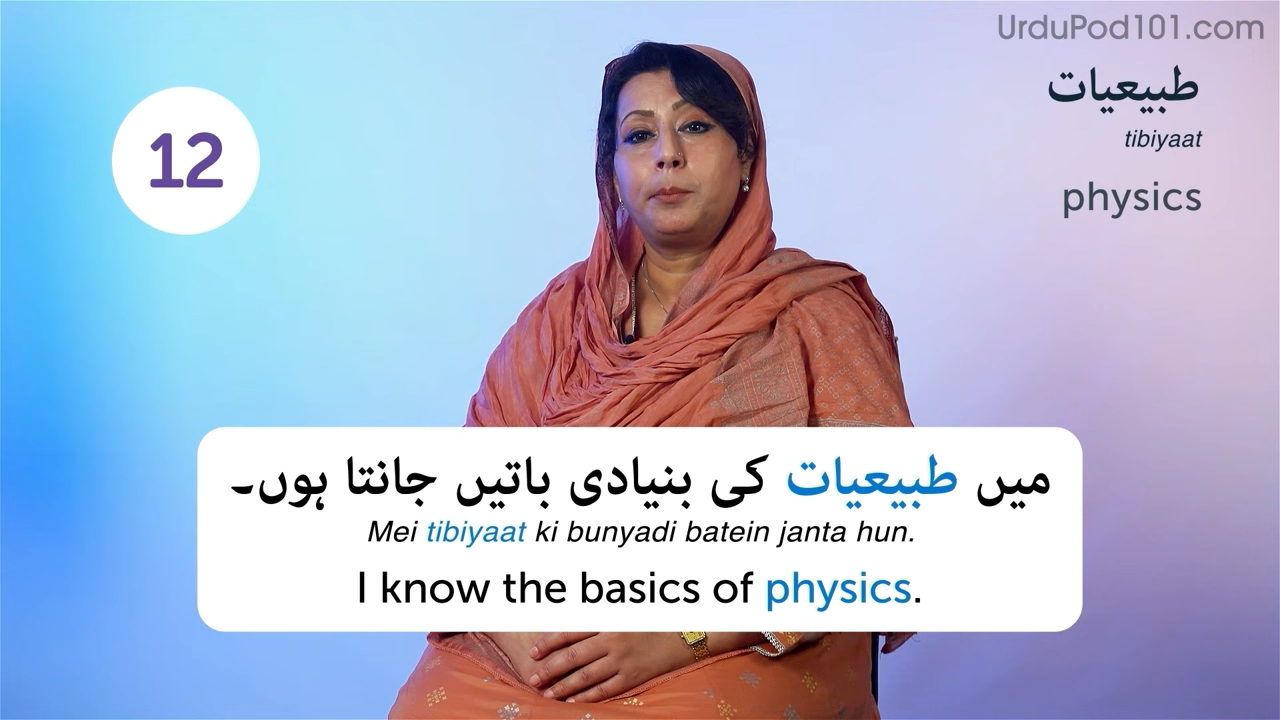 UrduPod101.com
12
طبیعیات
tibiyaat
physics
میں طبیعیات کی بنیادی باتیں جانتا ہوں۔
Mei tibiyaat ki bunyadi batein janta hun.
I know the basics of physics.